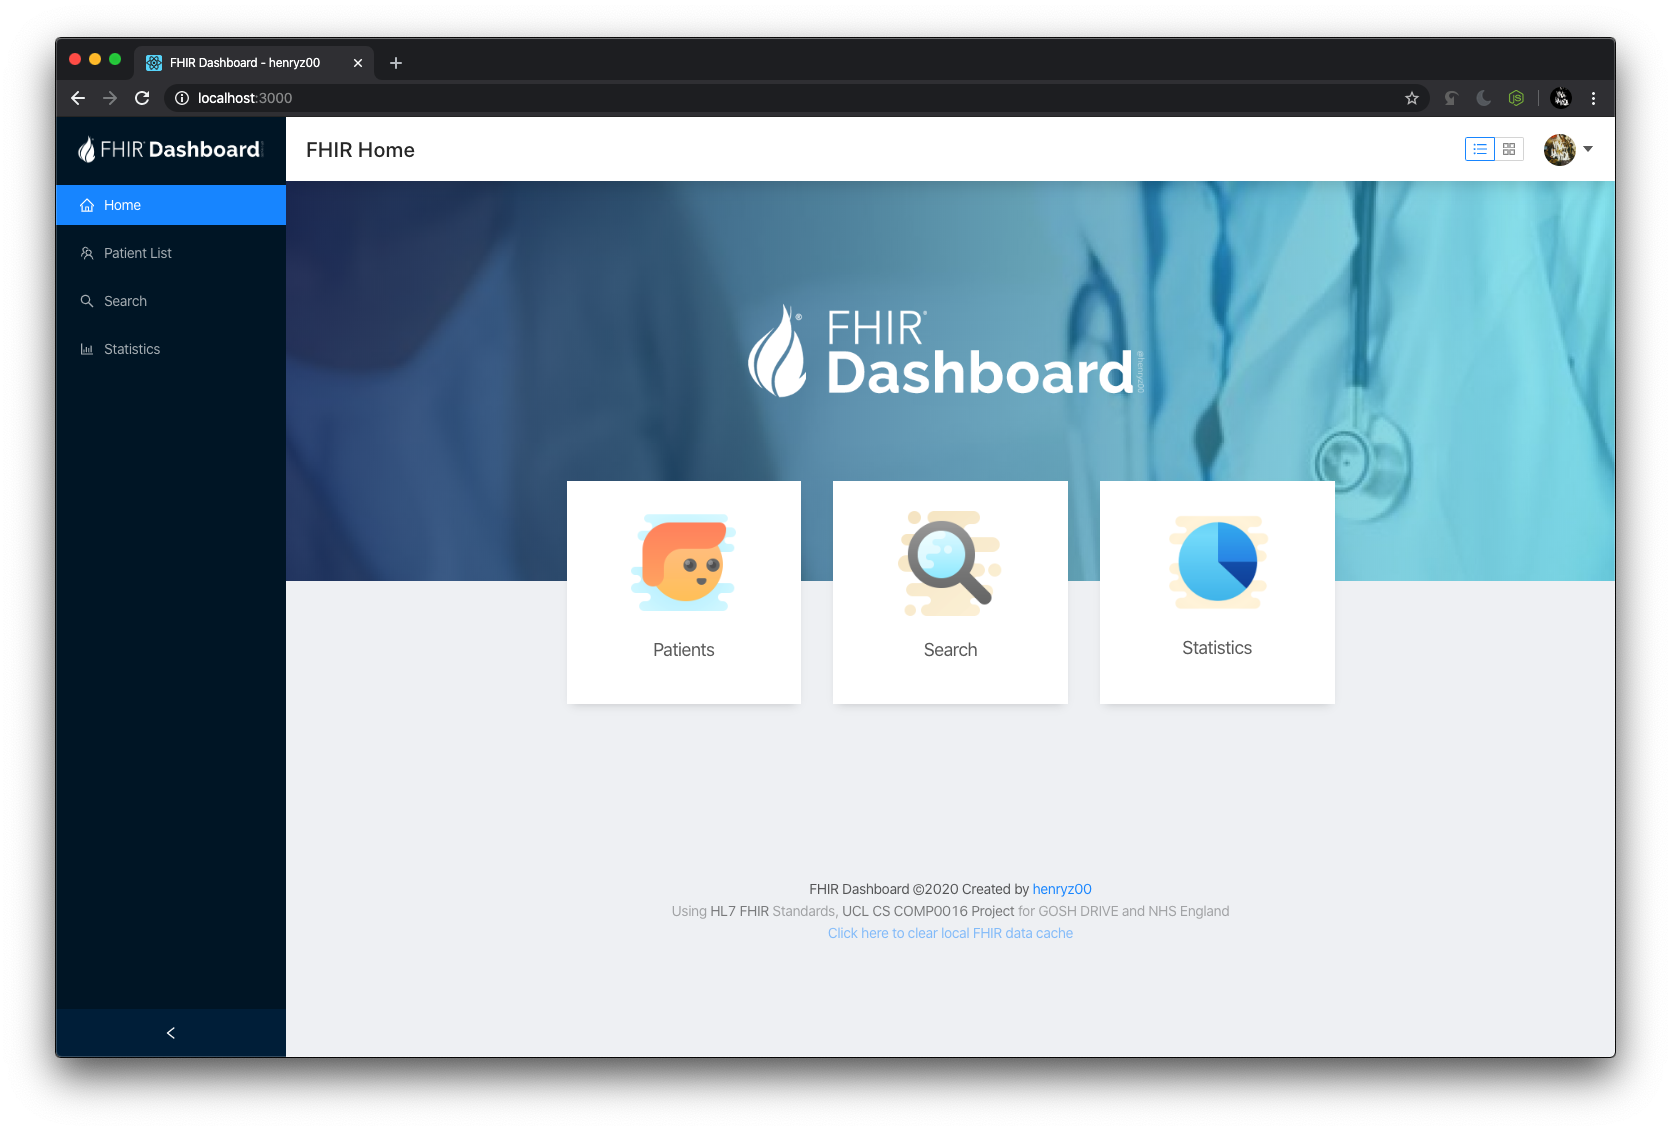 FHIR Dashboard - henryz00
localhost:3000
FHIR® Dashboard
FHIR Home
Home
Patient List
Search
Statistics
®
FHIR®
Dashboard
@henryz00
Patients
Search
Statistics
FHIR Dashboard ©2020 Created by henryz00
Using HL7 FHIR Standards, UCL CS COMP0016 Project for GOSH DRIVE and NHS England
Click here to clear local FHIR data cache